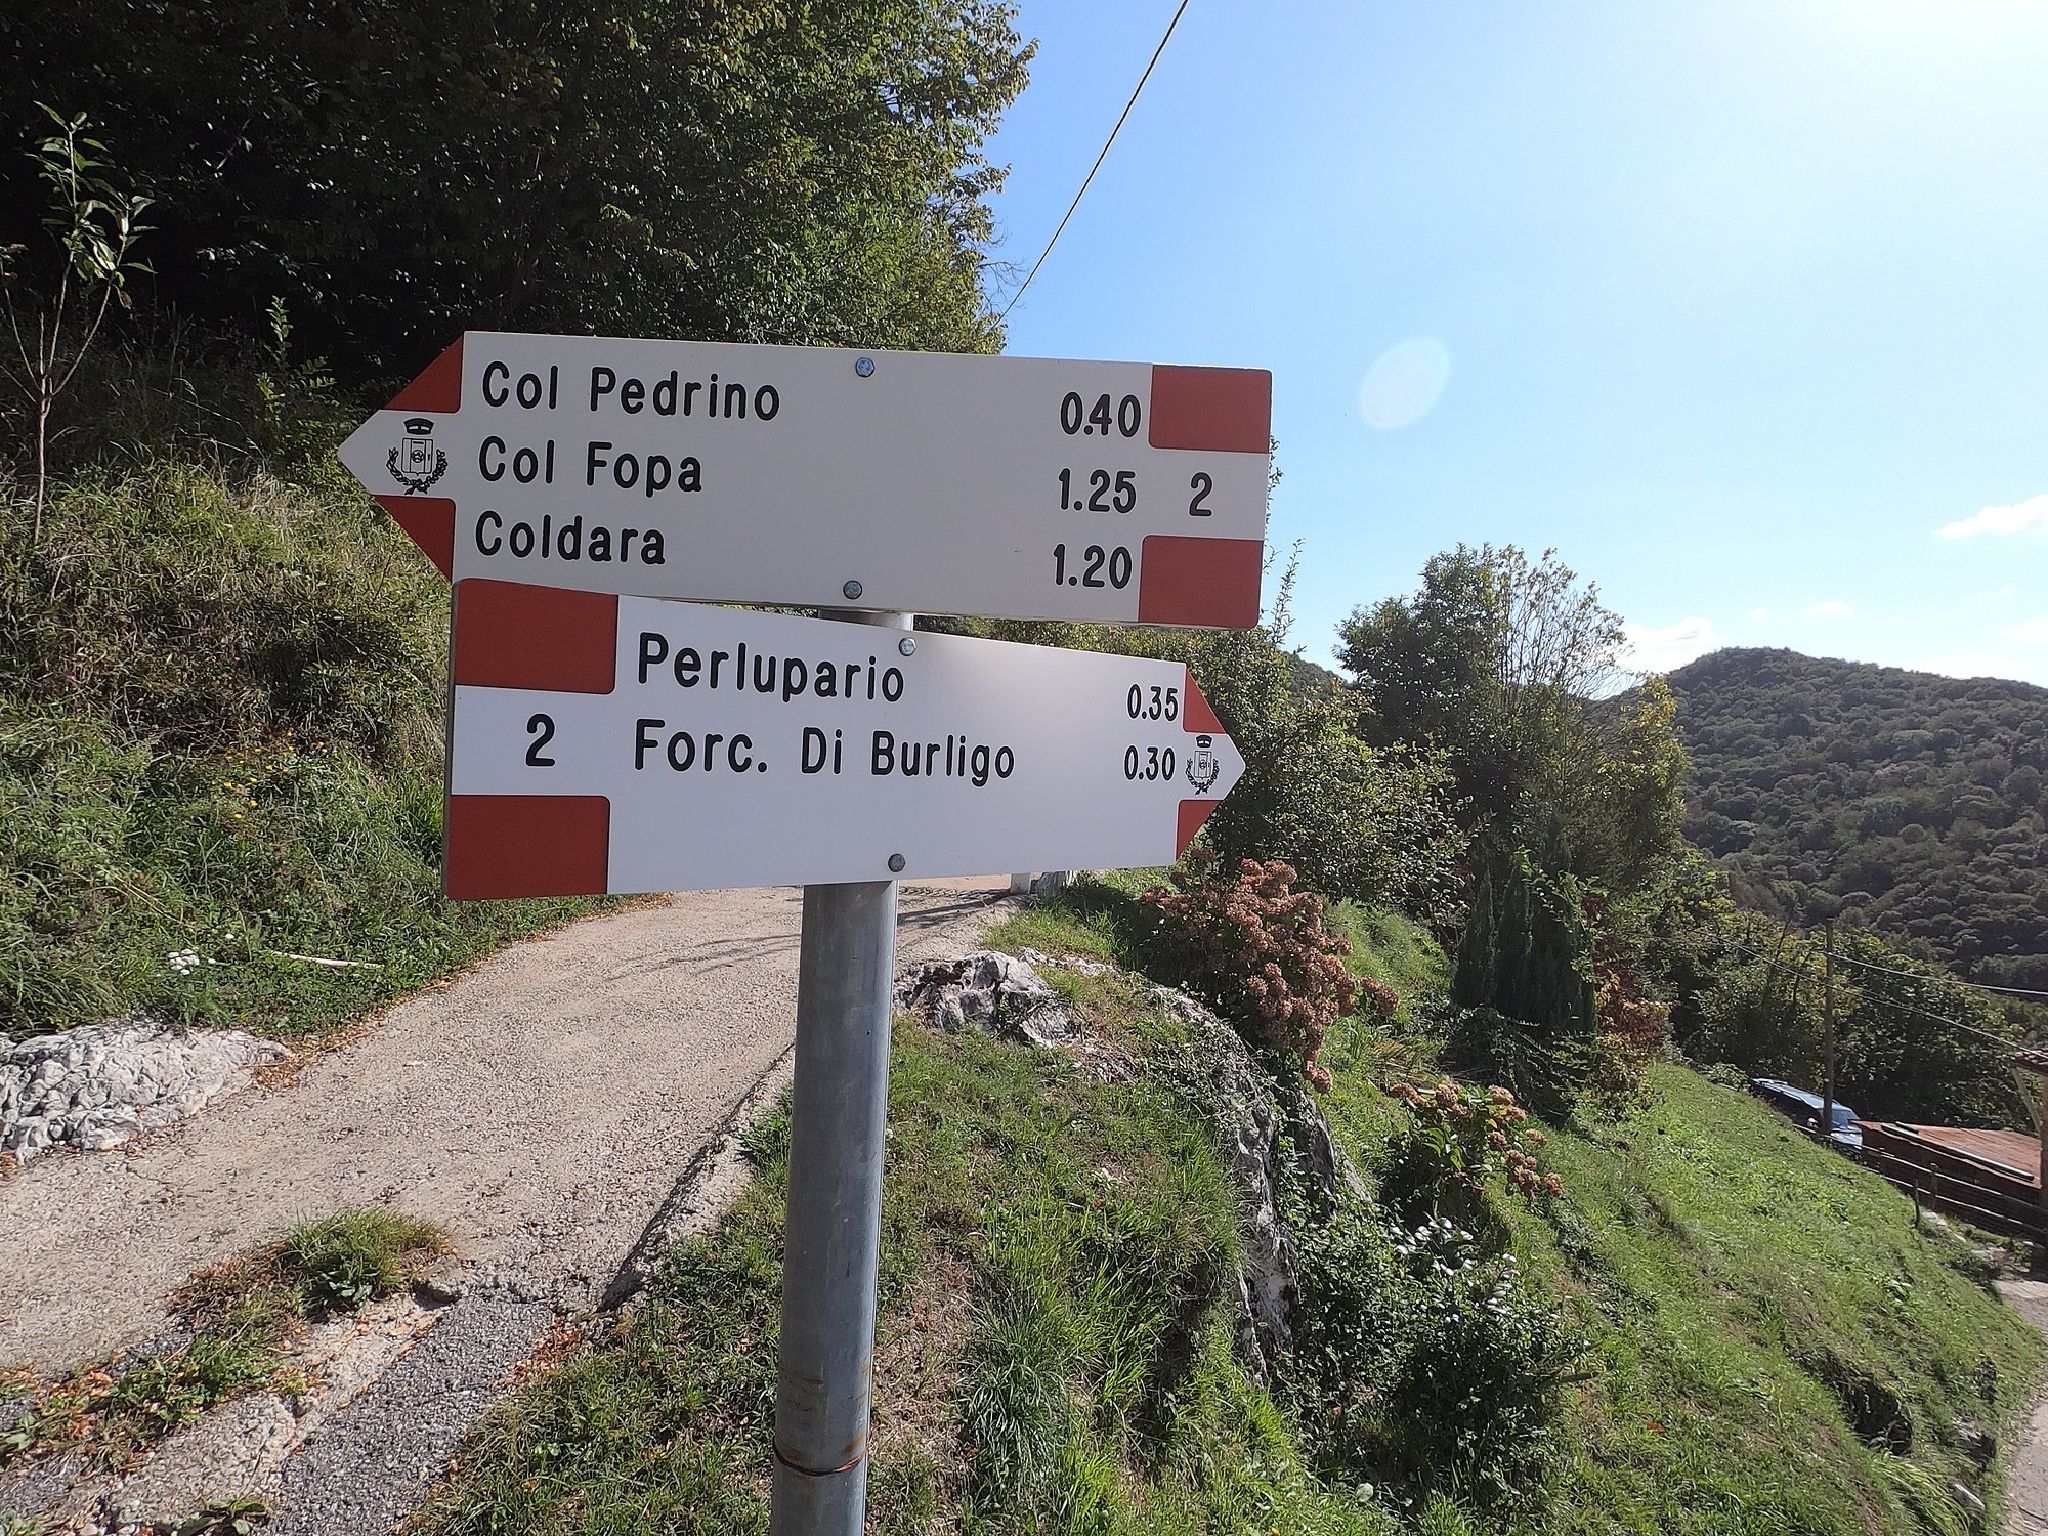 Col Pedrino 0.40
Col Fopa 1.25 2
Coldara 1.20
Perlupario 0.35
2 Forc. Di Burligo 0.30